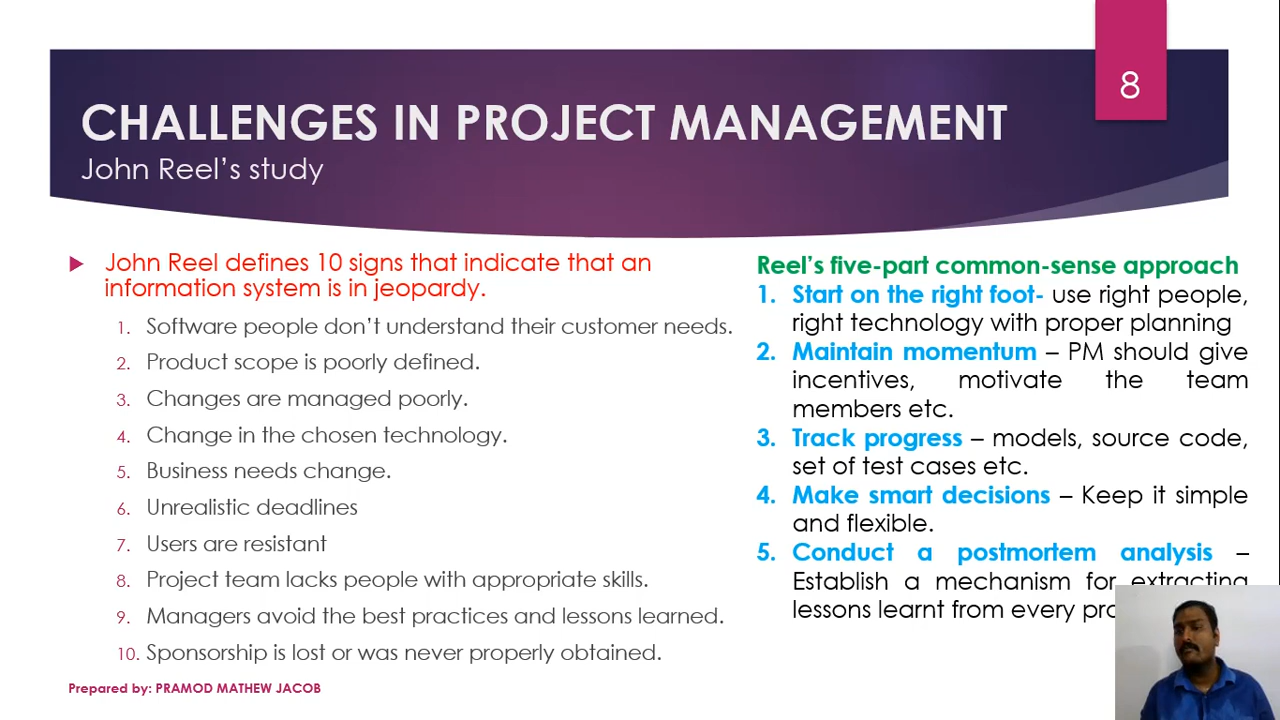 8
CHALLENGES IN PROJECT MANAGEMENT
John Reel's study
John Reel defines 10 signs that indicate that an
information system is in jeopardy.
1. Software people don't understand their customer needs.
2. Product scope is poorly defined.
3. Changes are managed poorly.
4. Change in the chosen technology.
5. Business needs change.
6. Unrealistic deadlines
7. Users are resistant
8. Project team lacks people with appropriate skills.
9. Managers avoid the best practices and lessons learned.
10. Sponsorship is lost or was never properly obtained.
Reel's five-part common-sense approach
1. Start on the right foot- use right people,
right technology with proper planning
2. Maintain momentum – PM should give
incentives, motivate the team
members etc.
3. Track progress – models, source code,
set of test cases etc.
4. Make smart decisions – Keep it simple
and flexible.
5. Conduct a postmortem analysis –
Establish a mechanism for extracting
lessons learnt from every
Prepared by: PRAMOD MATHEW JACOB